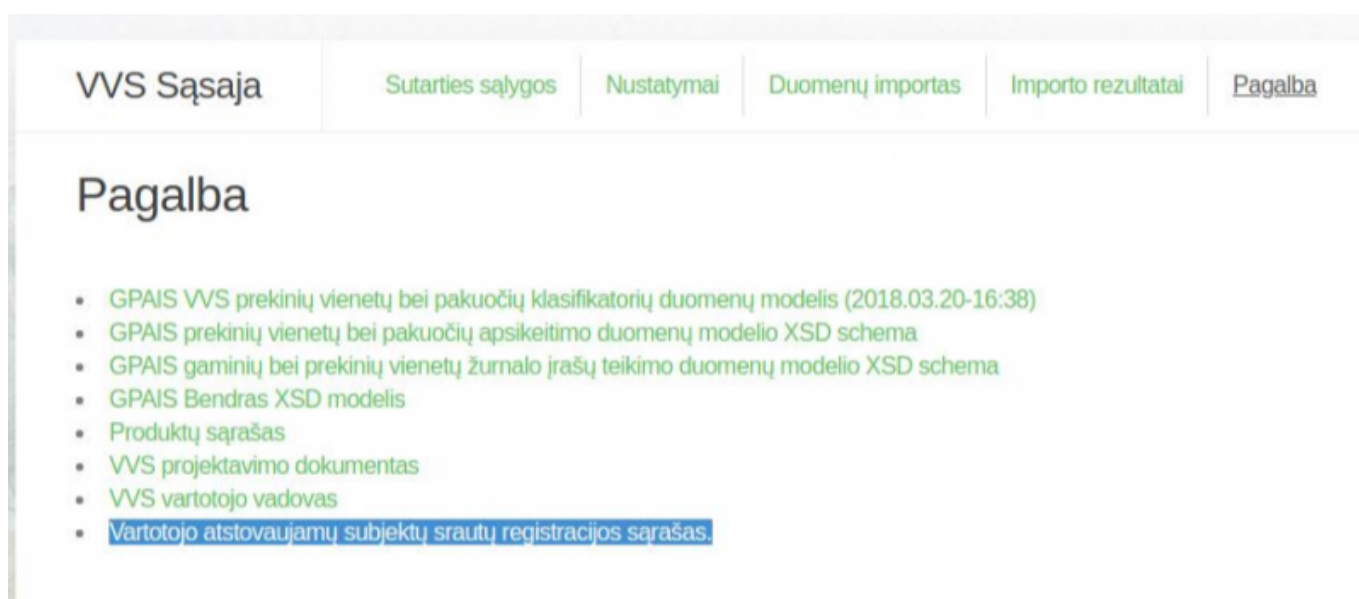 VVS Sąsaja
Sutarties sąlygos
Nustatymai
Duomenų importas
Importo rezultatai
Pagalba
Pagalba
GPAIS VVS prekinių vienetų bei pakuočių klasifikatorių duomenų modelis (2018.03.20-16:38)
GPAIS prekinių vienetų bei pakuočių apsikeitimo duomenų modelio XSD schema
GPAIS gaminių bei prekinių vienetų žurnalo įrašų teikimo duomenų modelio XSD schema
GPAIS Bendras XSD modelis
Produktų sąrašas
VVS projektavimo dokumentas
VVS vartotojo vadovas
Vartotojo atstovaujamų subjektų srautų registracijos sąrašas.